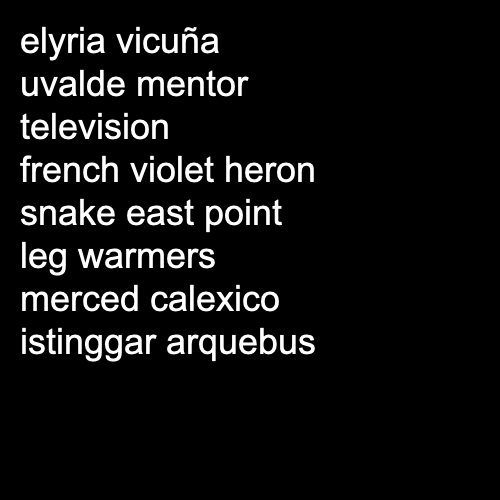 elyria vicuña
uvalde mentor
television
french violet heron
snake east point
leg warmers
merced calexico
istinggar arquebus